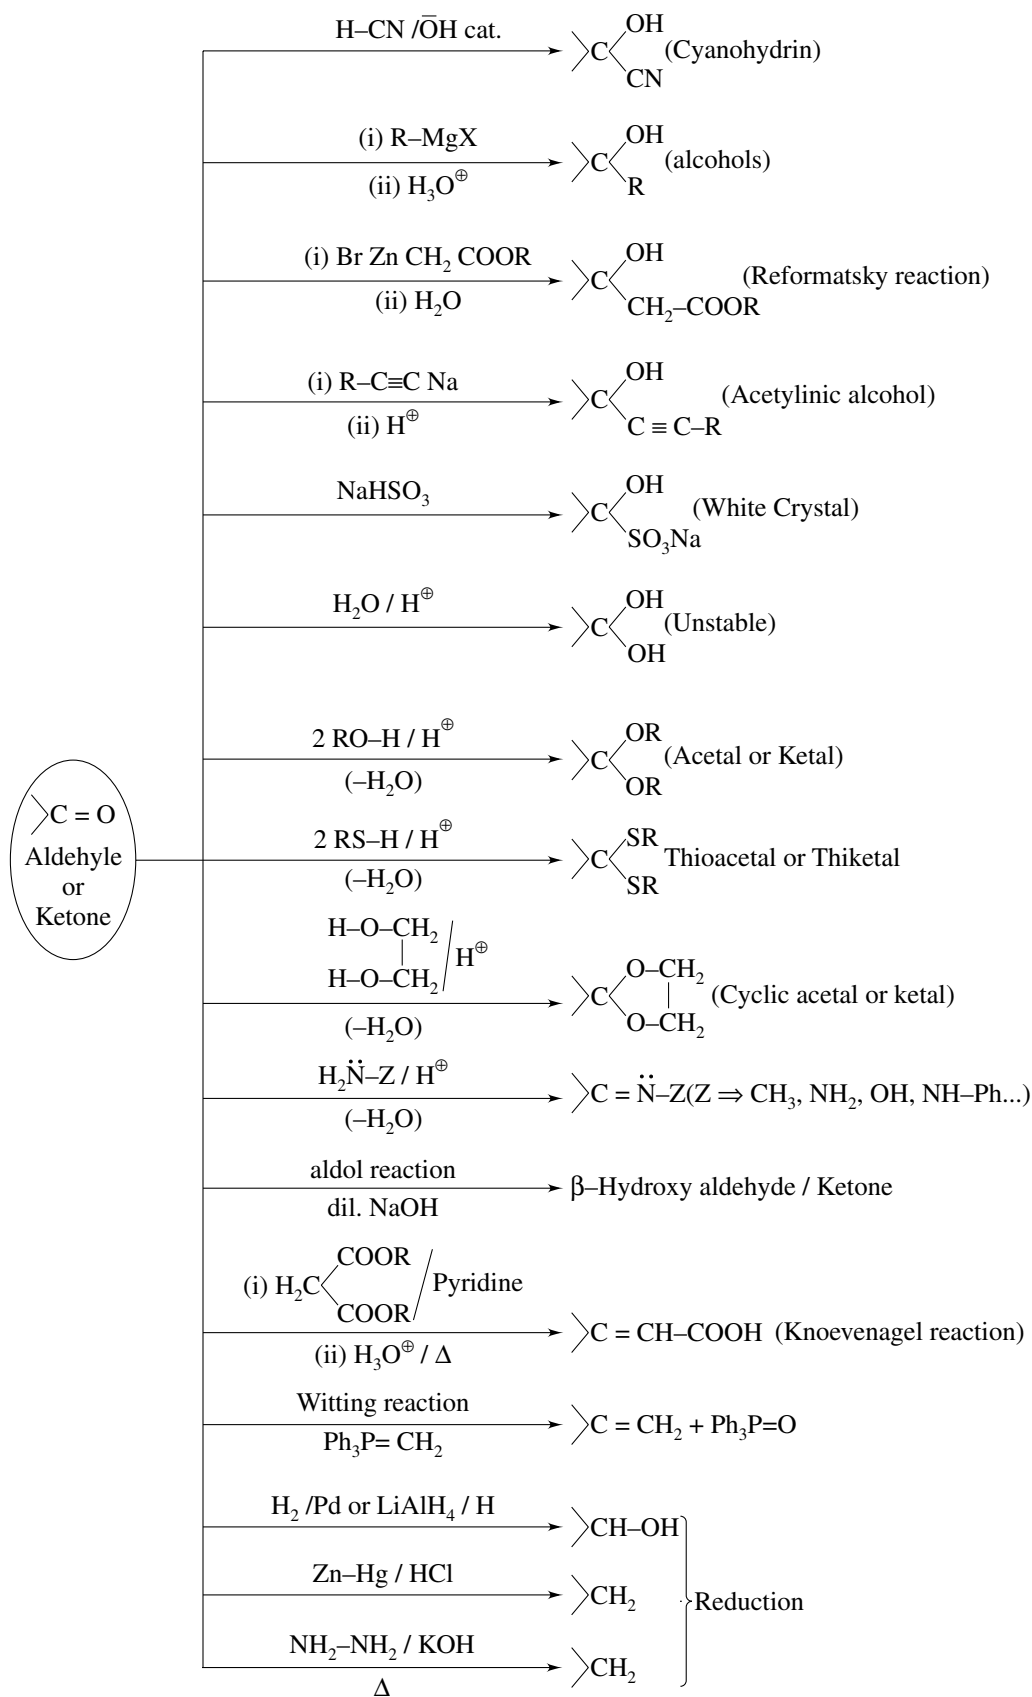 H–CN / ŌH cat.
>C
OH
CN
(Cyanohydrin)
(i) R–MgX
(ii) H₃O⊕
>C
OH
R
(alcohols)
(i) Br Zn CH₂ COOR
(ii) H₂O
>C
OH
CH₂–COOR
(Reformatsky reaction)
(i) R–C≡C Na
(ii) H⊕
>C
OH
C ≡ C–R
(Acetylinic alcohol)
NaHSO₃
>C
OH
SO₃Na
(White Crystal)
H₂O / H⊕
>C
OH
OH
(Unstable)
2 RO–H / H⊕
(–H₂O)
>C
OR
OR
(Acetal or Ketal)
>C = O
Aldehyle
or
Ketone
2 RS–H / H⊕
(–H₂O)
>C
SR
SR
Thioacetal or Thiketal
H–O–CH₂
H–O–CH₂
/ H⊕
(–H₂O)
>C
O–CH₂
O–CH₂
(Cyclic acetal or ketal)
H₂N̈–Z / H⊕
(–H₂O)
>C = N̈–Z(Z ⇒ CH₃, NH₂, OH, NH–Ph...)
aldol reaction
dil. NaOH
β–Hydroxy aldehyde / Ketone
COOR
(i) H₂C
COOR
/ Pyridine
(ii) H₃O⊕ / Δ
>C = CH–COOH (Knoevenagel reaction)
Witting reaction
Ph₃P= CH₂
>C = CH₂ + Ph₃P=O
H₂ /Pd or LiAlH₄ / H
>CH–OH
Zn–Hg / HCl
>CH₂
Reduction
NH₂–NH₂ / KOH
Δ
>CH₂